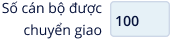 Số cán bộ được
chuyển giao
100